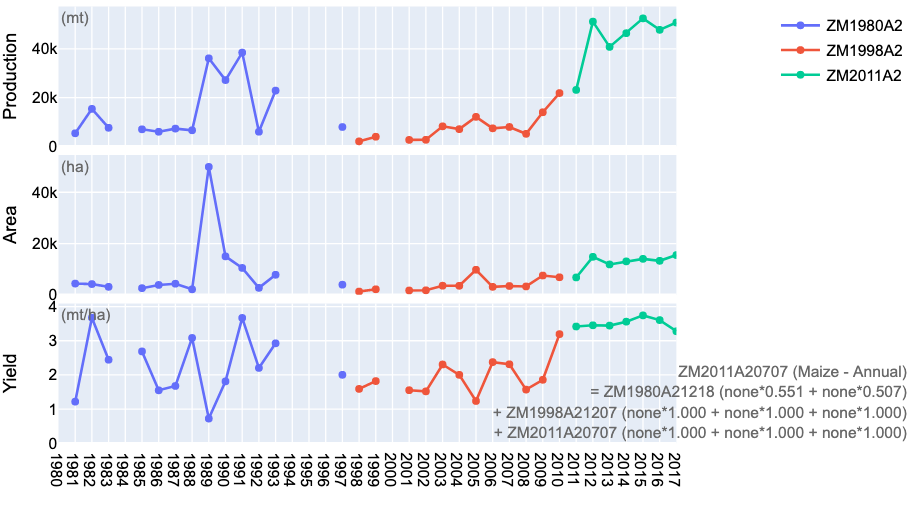 (mt)
Production
40k
20k
0
ZM1980A2
ZM1998A2
ZM2011A2
(ha)
Area
40k
20k
0
(mt/ha)
Yield
4
3
2
1
0
ZM2011A20707 (Maize - Annual)
= ZM1980A21218 (none*0.551 + none*0.507)
+ ZM1998A21207 (none*1.000 + none*1.000 + none*1.000)
+ ZM2011A20707 (none*1.000 + none*1.000 + none*1.000)
1980 1981 1982 1983 1984 1985 1986 1987 1988 1989 1990 1991 1992 1993 1994 1995 1996 1997 1998 1999 2000 2001 2002 2003 2004 2005 2006 2007 2008 2009 2010 2011 2012 2013 2014 2015 2016 2017